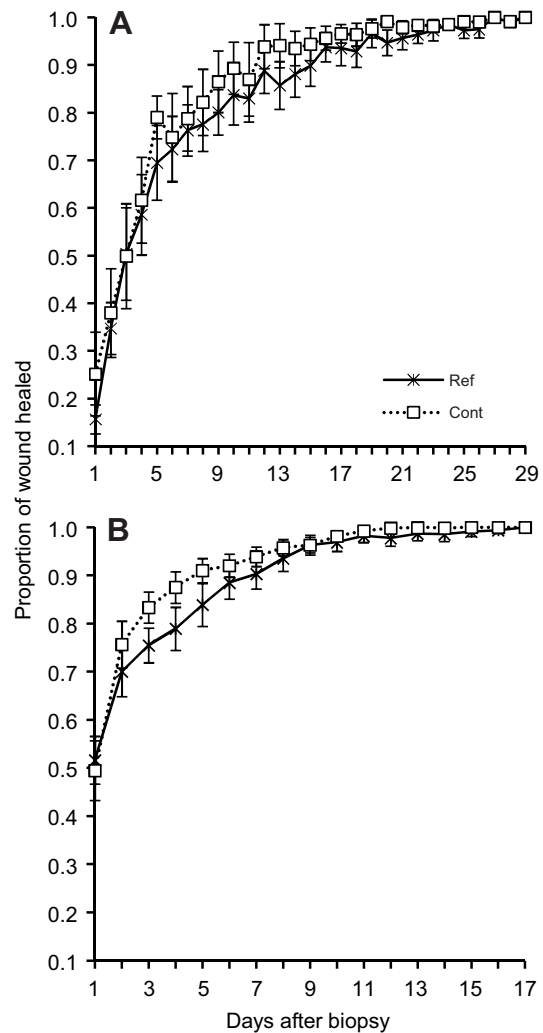 A
1.0
0.9
0.8
0.7
0.6
0.5
0.4
0.3
0.2
0.1
Ref
Cont
1 5 9 13 17 21 25 29
Proportion of wound healed
B
1.0
0.9
0.8
0.7
0.6
0.5
0.4
0.3
0.2
0.1
1 3 5 7 9 11 13 15 17
Days after biopsy